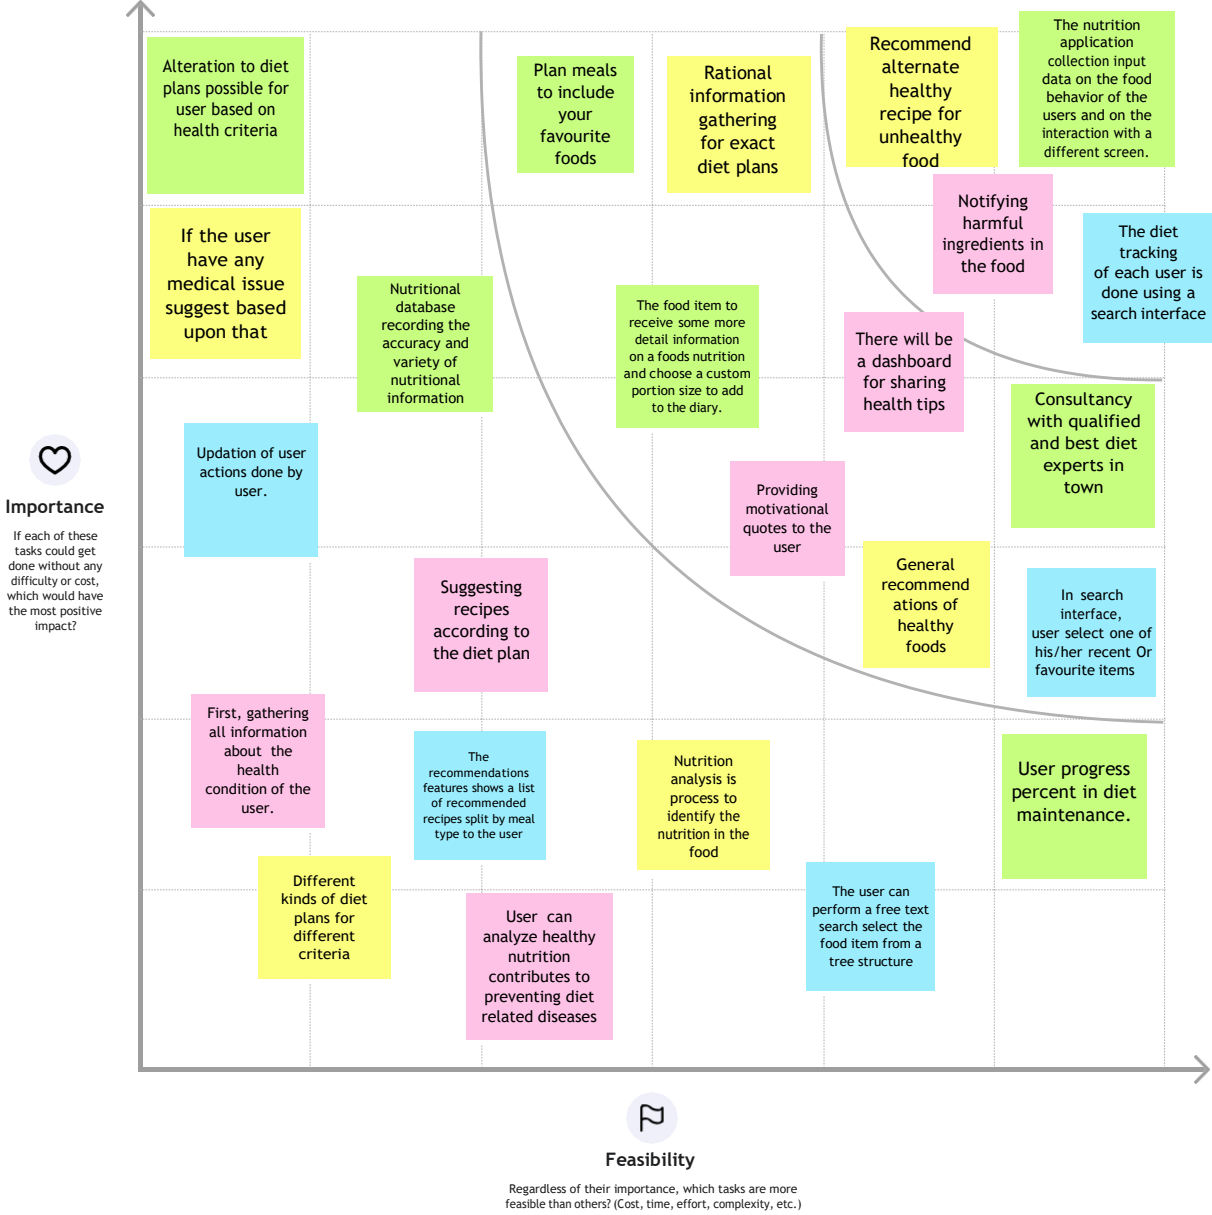 Alteration to diet
plans possible for
user based on
health criteria
Plan meals
to include
your
favourite
foods
Rational
information
gathering
for exact
diet plans
Recommend
alternate
healthy
recipe for
unhealthy
food
The nutrition
application
collection input
data on the food
behavior of the
users and on the
interaction with a
different screen.
Notifying
harmful
ingredients in
the food
The diet
tracking
of each user is
done using a
search interface
If the user
have any
medical issue
suggest based
upon that
Nutritional
database
recording the
accuracy and
variety of
nutritional
information
The food item to
receive some more
detail information
on a foods nutrition
and choose a custom
portion size to add
to the diary.
There will be
a dashboard
for sharing
health tips
Consultancy
with qualified
and best diet
experts in
town
Updation of user
actions done by
user.
Providing
motivational
quotes to the
user
General
recommend
ations of
healthy
foods
In search
interface,
user select one of
his/her recent Or
favourite items
Suggesting
recipes
according to
the diet plan
Importance
If each of these
tasks could get
done without any
difficulty or cost,
which would have
the most positive
impact?
First, gathering
all information
about the
health
condition of the
user.
The
recommendations
features shows a list
of recommended
recipes split by meal
type to the user
Nutrition
analysis is
process to
identify the
nutrition in the
food
User progress
percent in diet
maintenance.
Different
kinds of diet
plans for
different
criteria
User can
analyze healthy
nutrition
contributes to
preventing diet
related diseases
The user can
perform a free text
search select the
food item from a
tree structure
Feasibility
Regardless of their importance, which tasks are more
feasible than others? (Cost, time, effort, complexity, etc.)